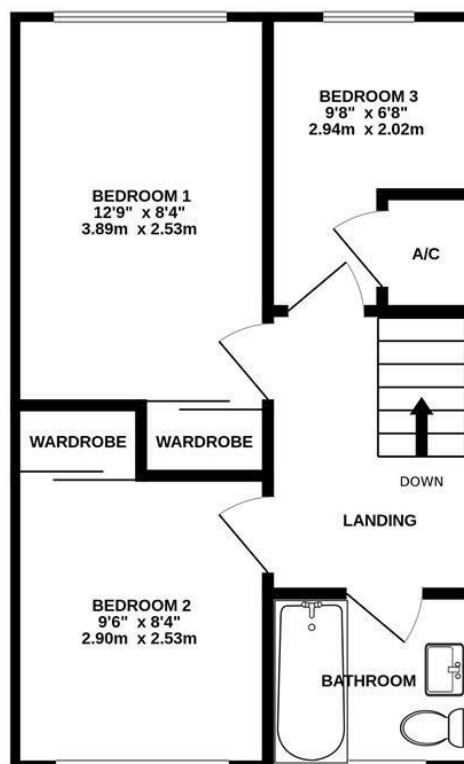 BEDROOM 3
9'8" x 6'8"
2.94m x 2.02m
BEDROOM 1
12'9" x 8'4"
3.89m x 2.53m
A/C
WARDROBE
WARDROBE
DOWN
LANDING
BEDROOM 2
9'6" x 8'4"
2.90m x 2.53m
BATHROOM